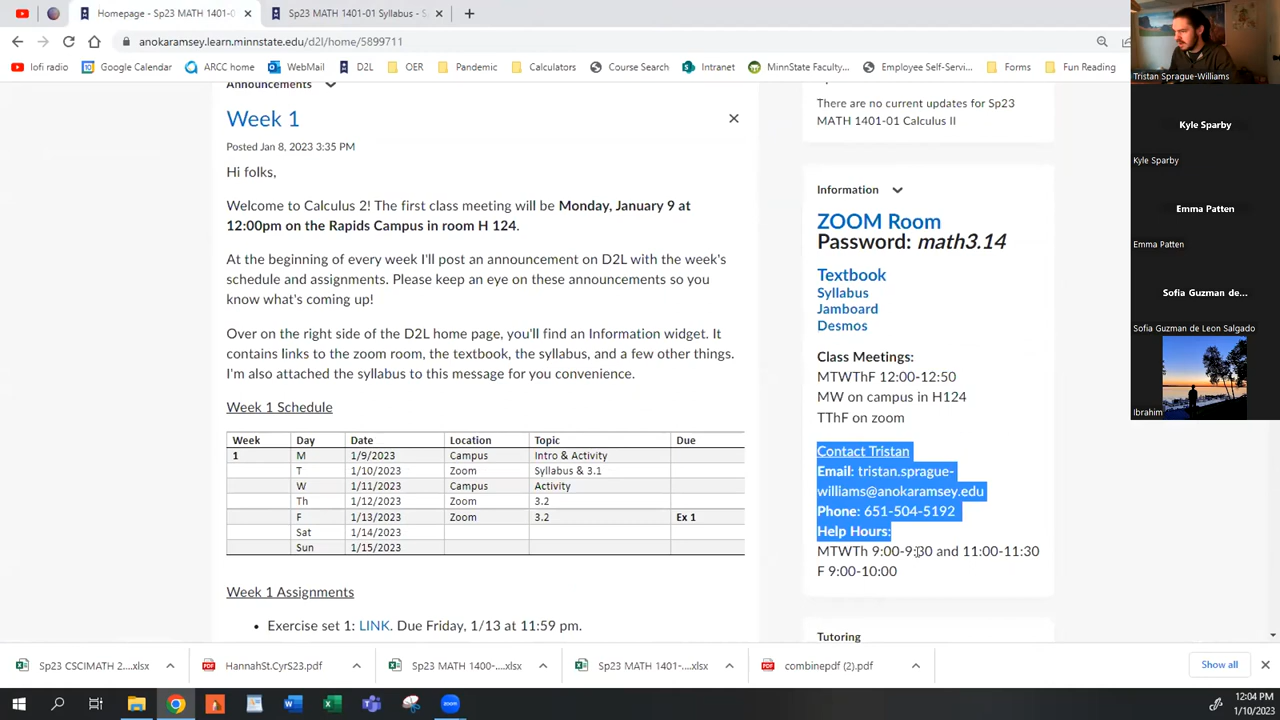 Homepage - Sp23 MATH 1401-0
Sp23 MATH 1401-01 Syllabus -
anokaramsey.learn.minnstate.edu/d2l/home/5899711
lofi radio
Google Calendar
ARCC home
WebMail
D2L
OER
Pandemic
Calculators
Course Search
Intranet
MinnState Faculty...
Employee Self-Servi...
Forms
Fun Reading
Announcements
Week 1
Posted Jan 8, 2023 3:35 PM
Hi folks,
Welcome to Calculus 2! The first class meeting will be Monday, January 9 at
12:00pm on the Rapids Campus in room H 124.
At the beginning of every week I'll post an announcement on D2L with the week's
schedule and assignments. Please keep an eye on these announcements so you
know what's coming up!
Over on the right side of the D2L home page, you'll find an Information widget. It
contains links to the zoom room, the textbook, the syllabus, and a few other things.
I'm also attached the syllabus to this message for you convenience.
Week 1 Schedule
Week Day Date Location Topic Due
1 M 1/9/2023 Campus Intro & Activity
T 1/10/2023 Zoom Syllabus & 3.1
W 1/11/2023 Campus Activity
Th 1/12/2023 Zoom 3.2
F 1/13/2023 Zoom 3.2 Ex 1
Sat 1/14/2023
Sun 1/15/2023
Week 1 Assignments
• Exercise set 1: LINK. Due Friday, 1/13 at 11:59 pm.
There are no current updates for Sp23
MATH 1401-01 Calculus II
Information
ZOOM Room
Password: math3.14
Textbook
Syllabus
Jamboard
Desmos
Class Meetings:
MTWThF 12:00-12:50
MW on campus in H124
TThF on zoom
Contact Tristan
Email: tristan.sprague-
williams@anokaramsey.edu
Phone: 651-504-5192
Help Hours:
MTWTh 9:00-9:30 and 11:00-11:30
F 9:00-10:00
Tutoring
Tristan Sprague-Williams
Kyle Sparby
Kyle Sparby
Emma Patten
Emma Patten
Sofia Guzman de...
Sofia Guzman de Leon Salgado
Ibrahim
Sp23 CSCIMATH 2....xlsx
HannahSt.CyrS23.pdf
Sp23 MATH 1400-....xlsx
Sp23 MATH 1401-....xlsx
combinepdf (2).pdf
Show all
zoom
12:04 PM
1/10/2023